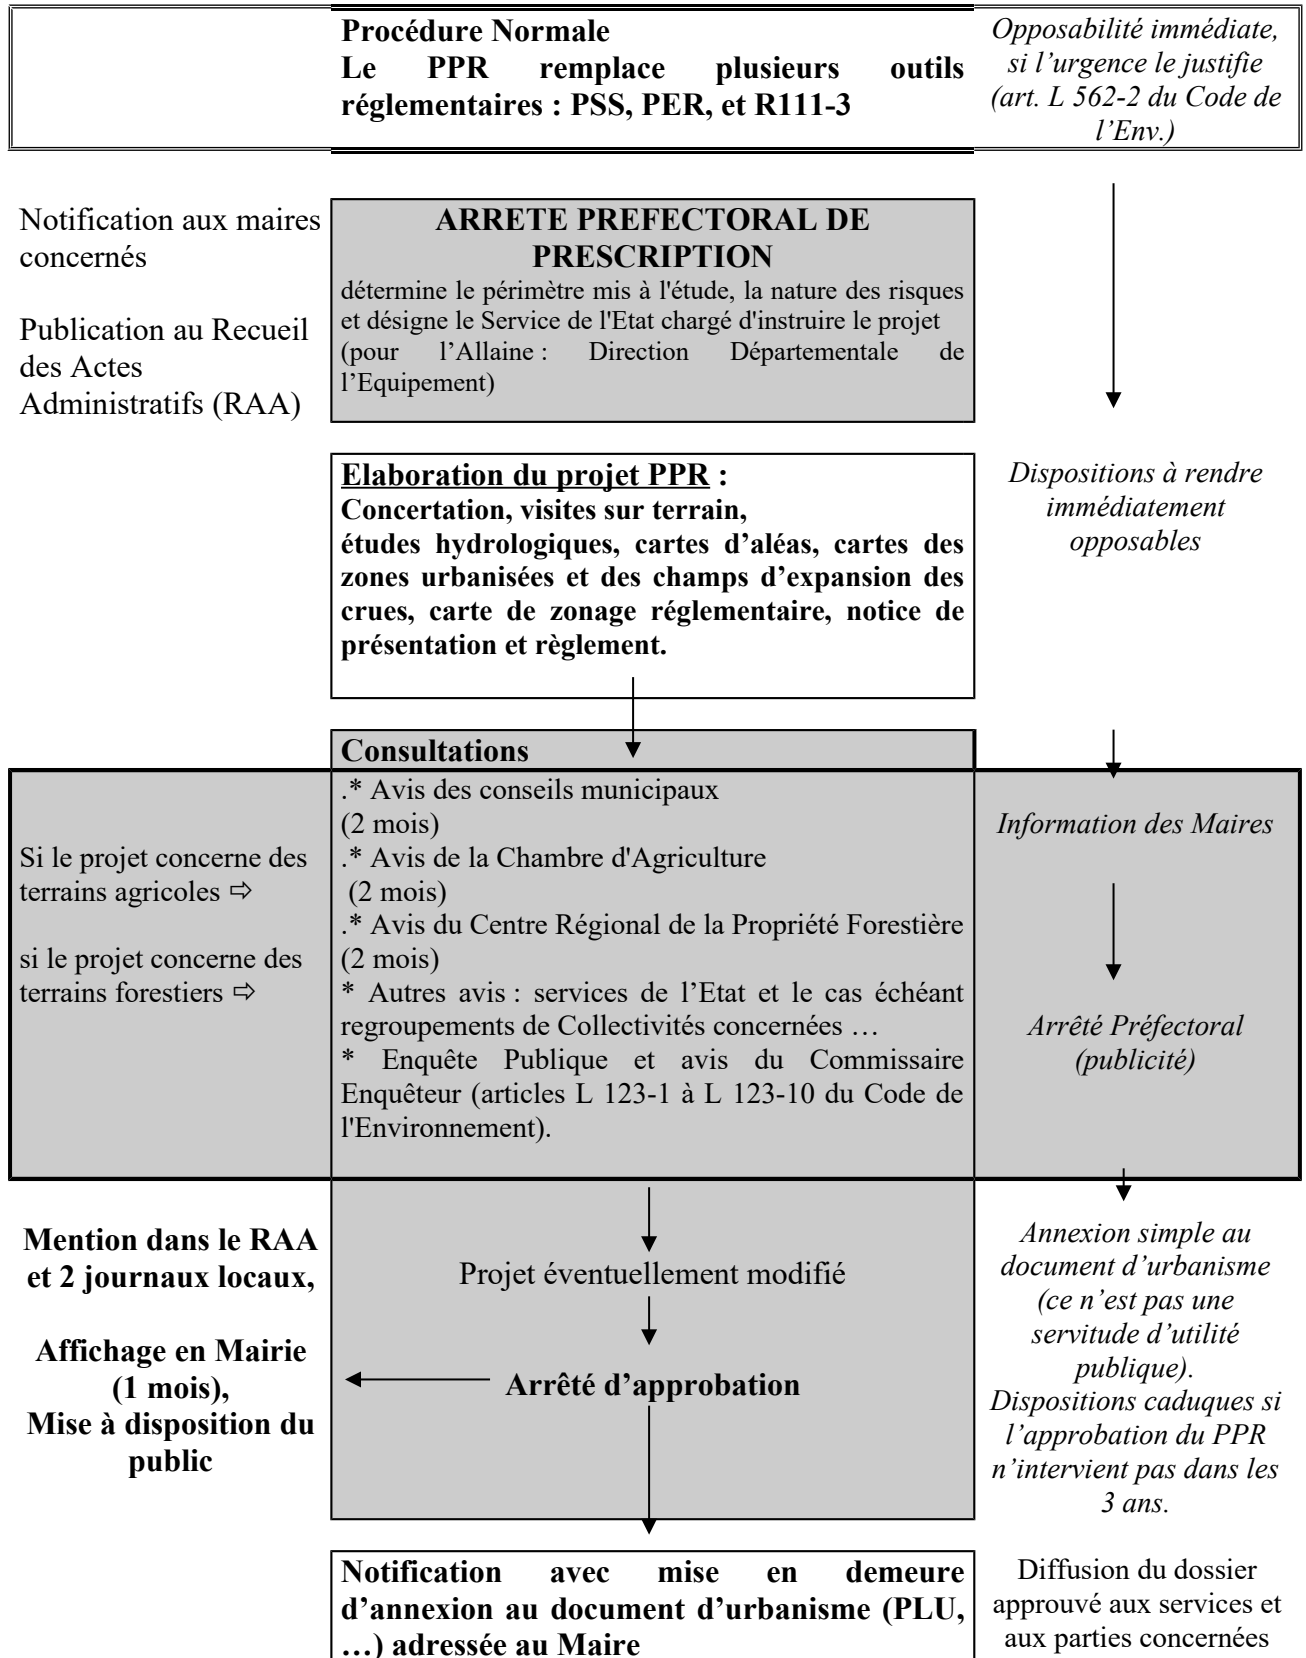 Procédure Normale
Le PPR remplace plusieurs outils
réglementaires : PSS, PER, et R111-3
Opposabilité immédiate,
si l’urgence le justifie
(art. L 562-2 du Code de
l’Env.)
Notification aux maires
concernés
Publication au Recueil
des Actes
Administratifs (RAA)
ARRETE PREFECTORAL DE
PRESCRIPTION
détermine le périmètre mis à l'étude, la nature des risques
et désigne le Service de l'Etat chargé d'instruire le projet
(pour l’Allaine : Direction Départementale de
l’Equipement)
Elaboration du projet PPR :
Concertation, visites sur terrain,
études hydrologiques, cartes d’aléas, cartes des
zones urbanisées et des champs d’expansion des
crues, carte de zonage réglementaire, notice de
présentation et règlement.
Dispositions à rendre
immédiatement
opposables
Consultations
Si le projet concerne des
terrains agricoles ⇨
si le projet concerne des
terrains forestiers ⇨
.* Avis des conseils municipaux
(2 mois)
.* Avis de la Chambre d'Agriculture
(2 mois)
.* Avis du Centre Régional de la Propriété Forestière
(2 mois)
* Autres avis : services de l’Etat et le cas échéant
regroupements de Collectivités concernées …
* Enquête Publique et avis du Commissaire
Enquêteur (articles L 123-1 à L 123-10 du Code de
l'Environnement).
Information des Maires
Arrêté Préfectoral
(publicité)
Mention dans le RAA
et 2 journaux locaux,
Affichage en Mairie
(1 mois),
Mise à disposition du
public
Projet éventuellement modifié
Arrêté d’approbation
Annexion simple au
document d’urbanisme
(ce n’est pas une
servitude d’utilité
publique).
Dispositions caduques si
l’approbation du PPR
n’intervient pas dans les
3 ans.
Notification avec mise en demeure
d’annexion au document d’urbanisme (PLU,
…) adressée au Maire
Diffusion du dossier
approuvé aux services et
aux parties concernées